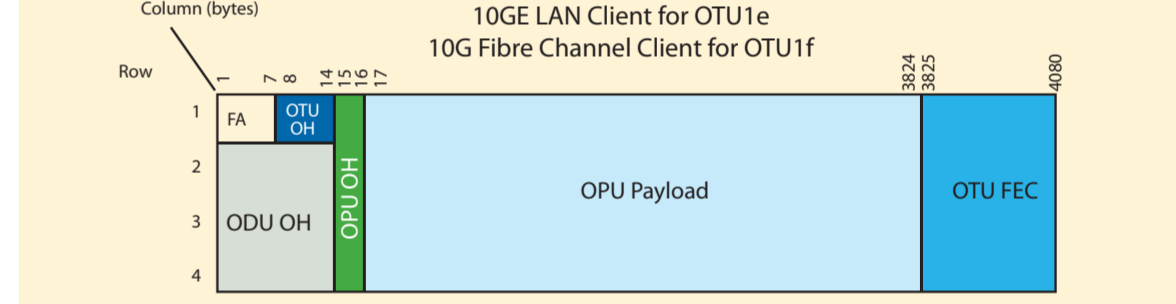 Column (bytes)
10GE LAN Client for OTU1e
10G Fibre Channel Client for OTU1f
Row
1
7
8
14
15
16
17
3824
3825
4080
1
FA
OTU
OH
2
3
4
ODU OH
OPU OH
OPU Payload
OTU FEC